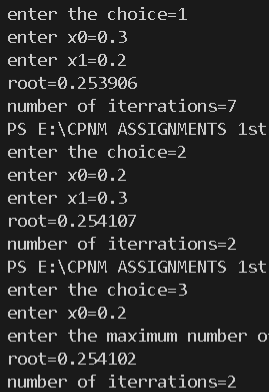 enter the choice=1
enter x0=0.3
enter x1=0.2
root=0.253906
number of iterrations=7
PS E:\CPNM ASSIGNMENTS 1st
enter the choice=2
enter x0=0.2
enter x1=0.3
root=0.254107
number of iterrations=2
PS E:\CPNM ASSIGNMENTS 1st
enter the choice=3
enter x0=0.2
enter the maximum number
root=0.254102
number of iterrations=2